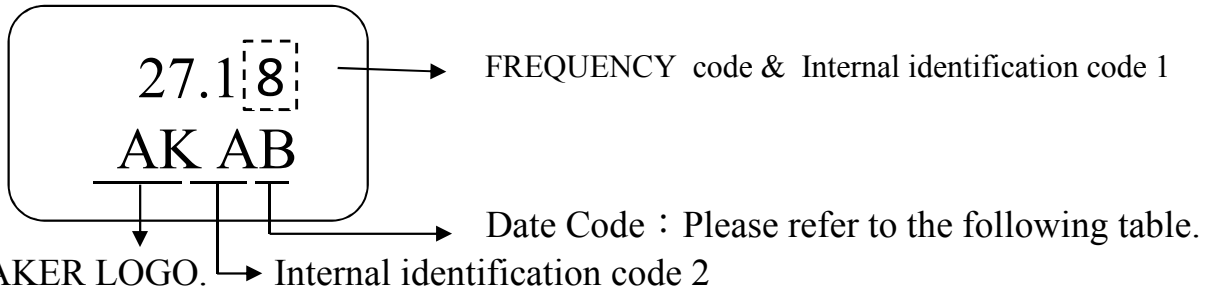 27.18
FREQUENCY code & Internal identification code 1
AK AB
Date Code：Please refer to the following table.
AKER LOGO.
Internal identification code 2